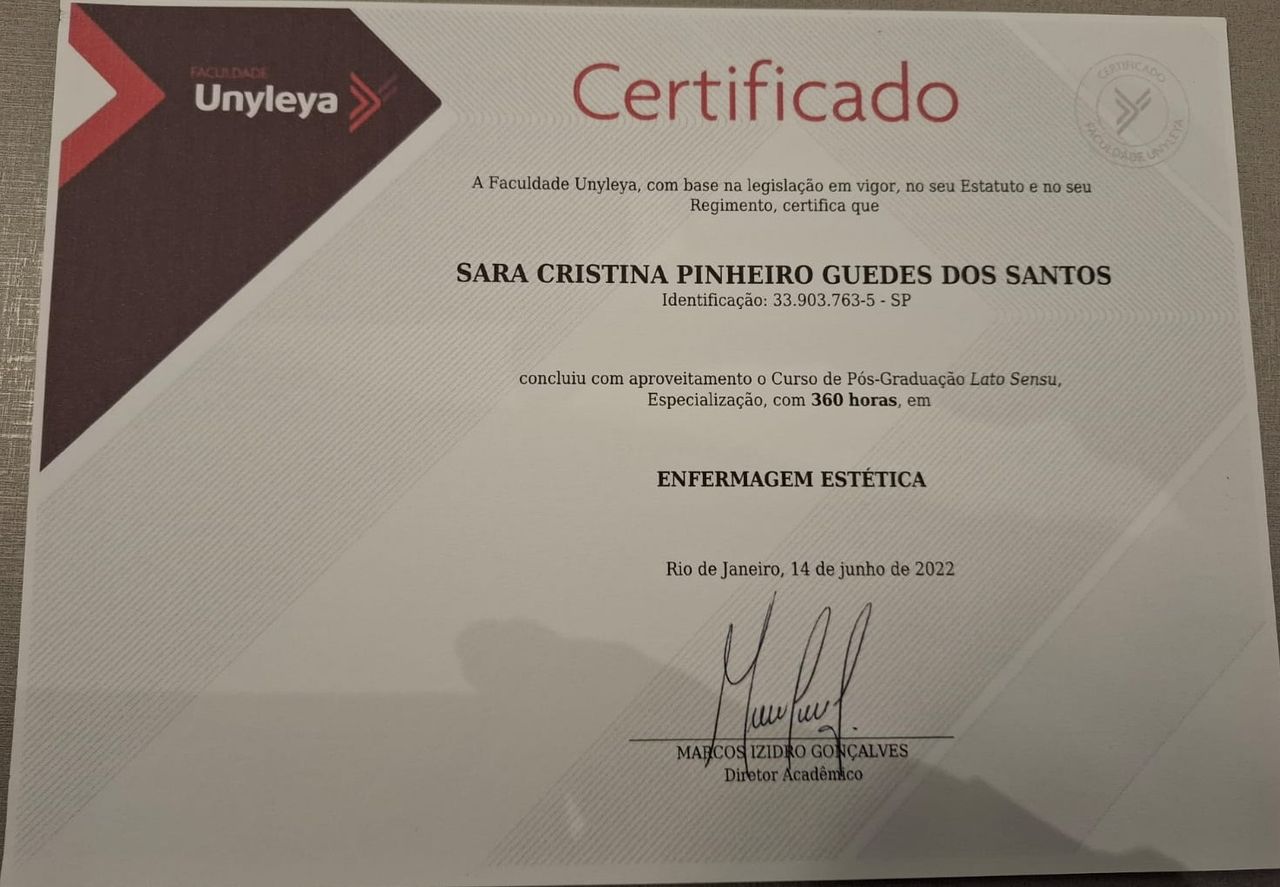 FACULDADE
Unyleya
Certificado
CERTIFICADO
FACULDADE UNYLEYA
A Faculdade Unyleya, com base na legislação em vigor, no seu Estatuto e no seu
Regimento, certifica que
SARA CRISTINA PINHEIRO GUEDES DOS SANTOS
Identificação: 33.903.763-5 - SP
concluiu com aproveitamento o Curso de Pós-Graduação Lato Sensu,
Especialização, com 360 horas, em
ENFERMAGEM ESTÉTICA
Rio de Janeiro, 14 de junho de 2022
MARCOS IZIDRO GONÇALVES
Diretor Acadêmico